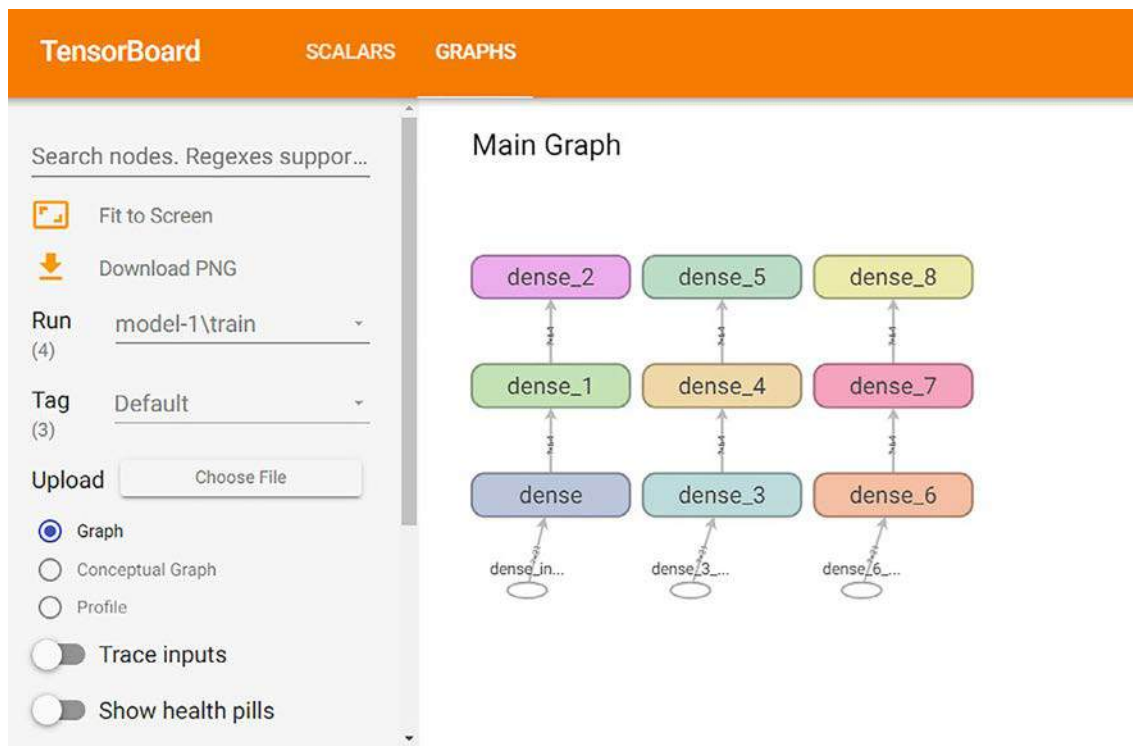 TensorBoard SCALARS GRAPHS
Search nodes. Regexes suppor...
Fit to Screen
Download PNG
Run model-1\train
(4)
Tag Default
(3)
Upload Choose File
Graph
Conceptual Graph
Profile
Trace inputs
Show health pills
Main Graph
dense_2 dense_5 dense_8
dense_1 dense_4 dense_7
dense dense_3 dense_6
dense_in... dense_3_... dense_6_...